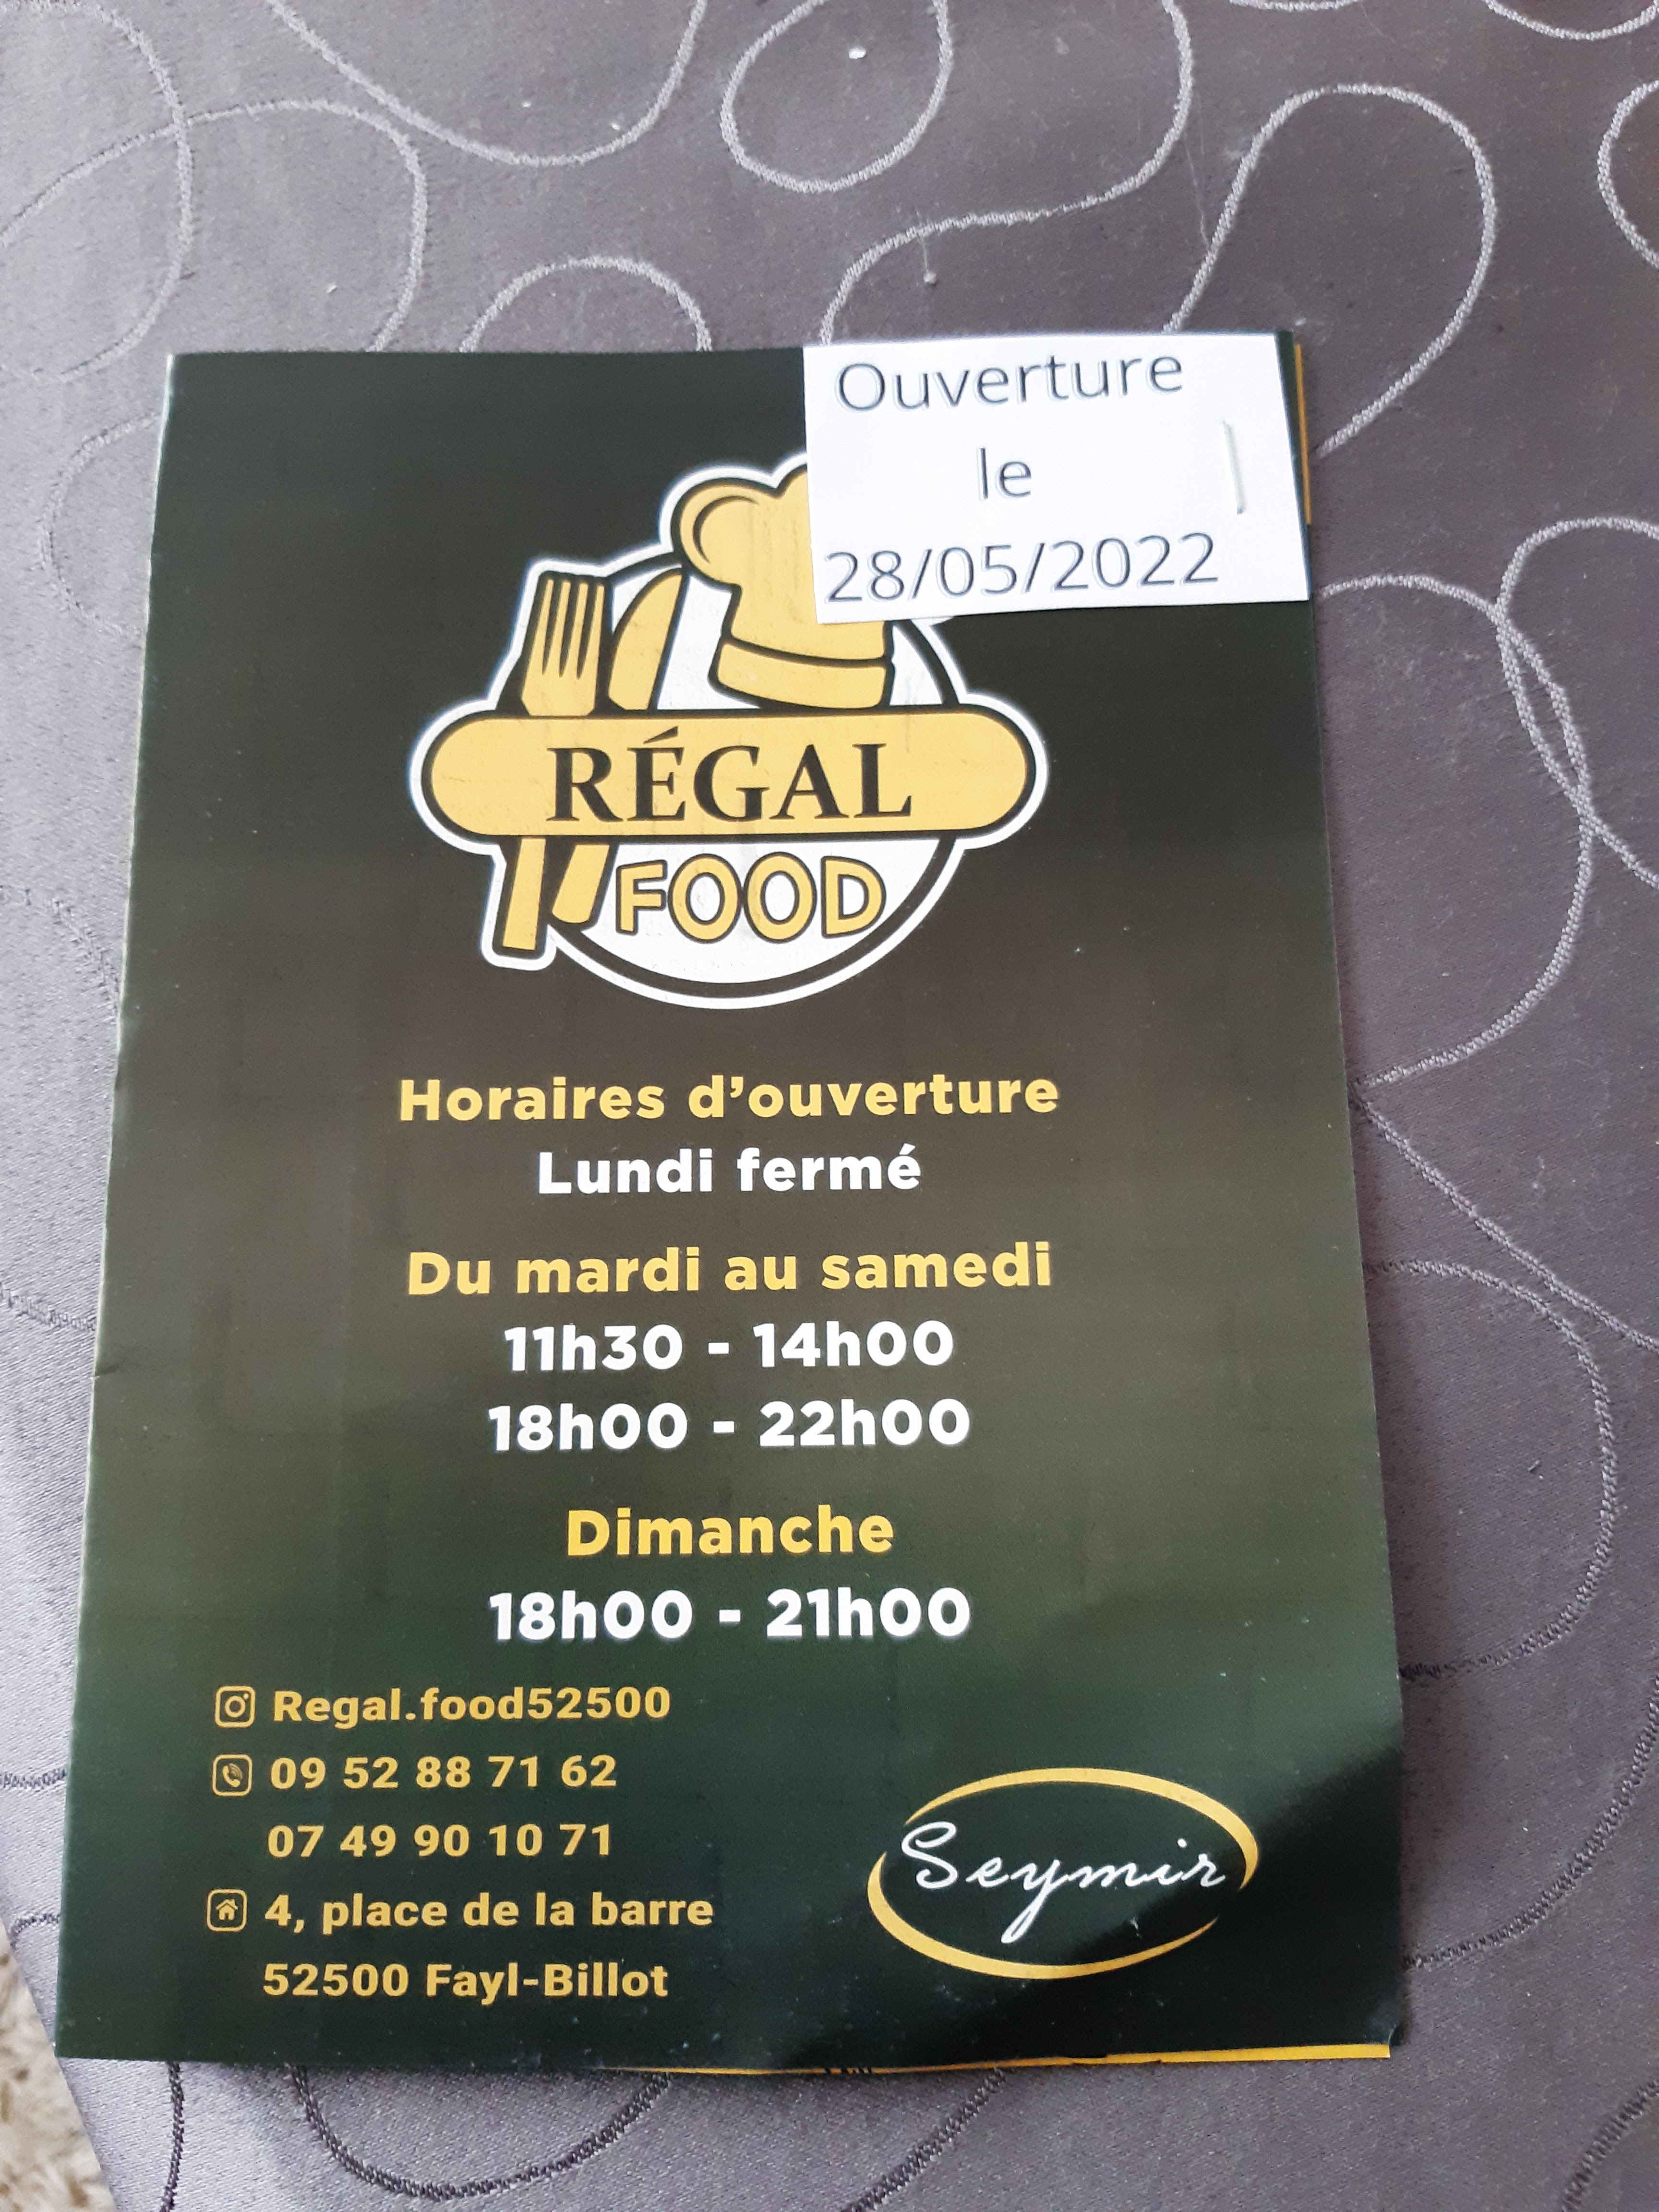 Ouverture
le
28/05/2022
RÉGAL
FOOD
Horaires d'ouverture
Lundi fermé
Du mardi au samedi
11h30 - 14h00
18h00 - 22h00
Dimanche
18h00 - 21h00
Regal.food52500
09 52 88 71 62
07 49 90 10 71
4, place de la barre
52500 Fayl-Billot
Seymir